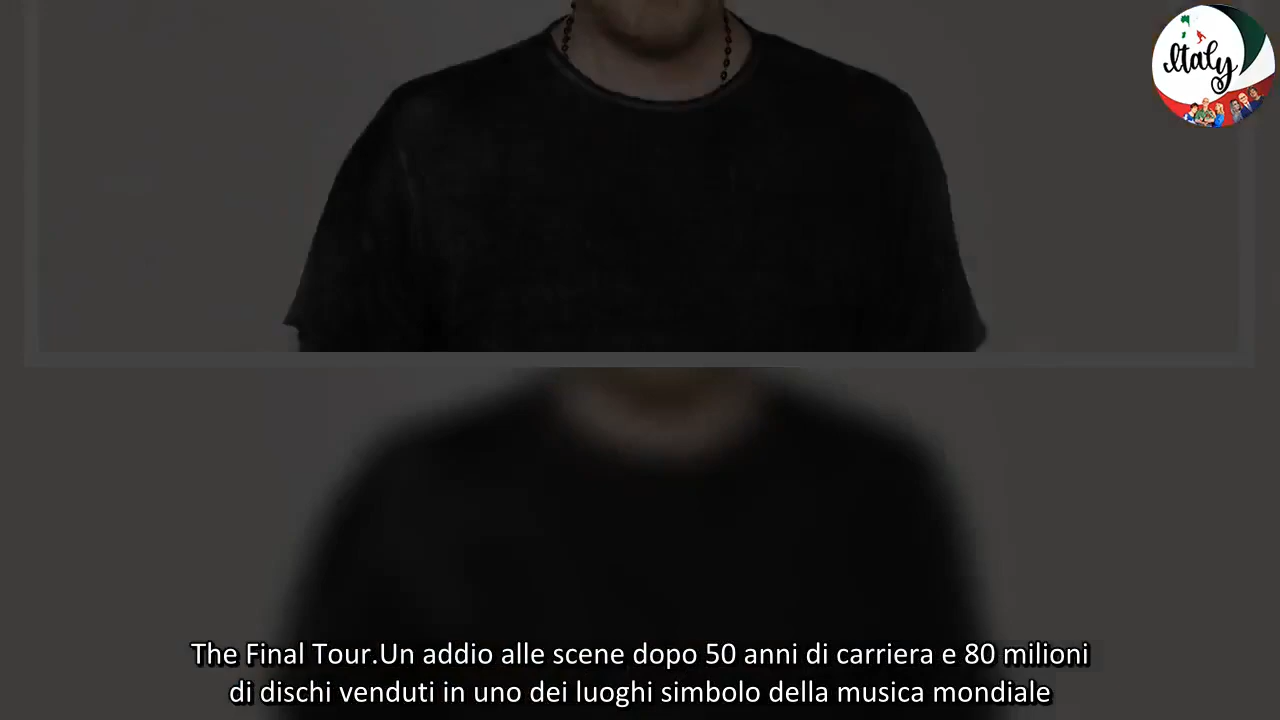 Italy
The Final Tour.Un addio alle scene dopo 50 anni di carriera e 80 milioni
di dischi venduti in uno dei luoghi simbolo della musica mondiale